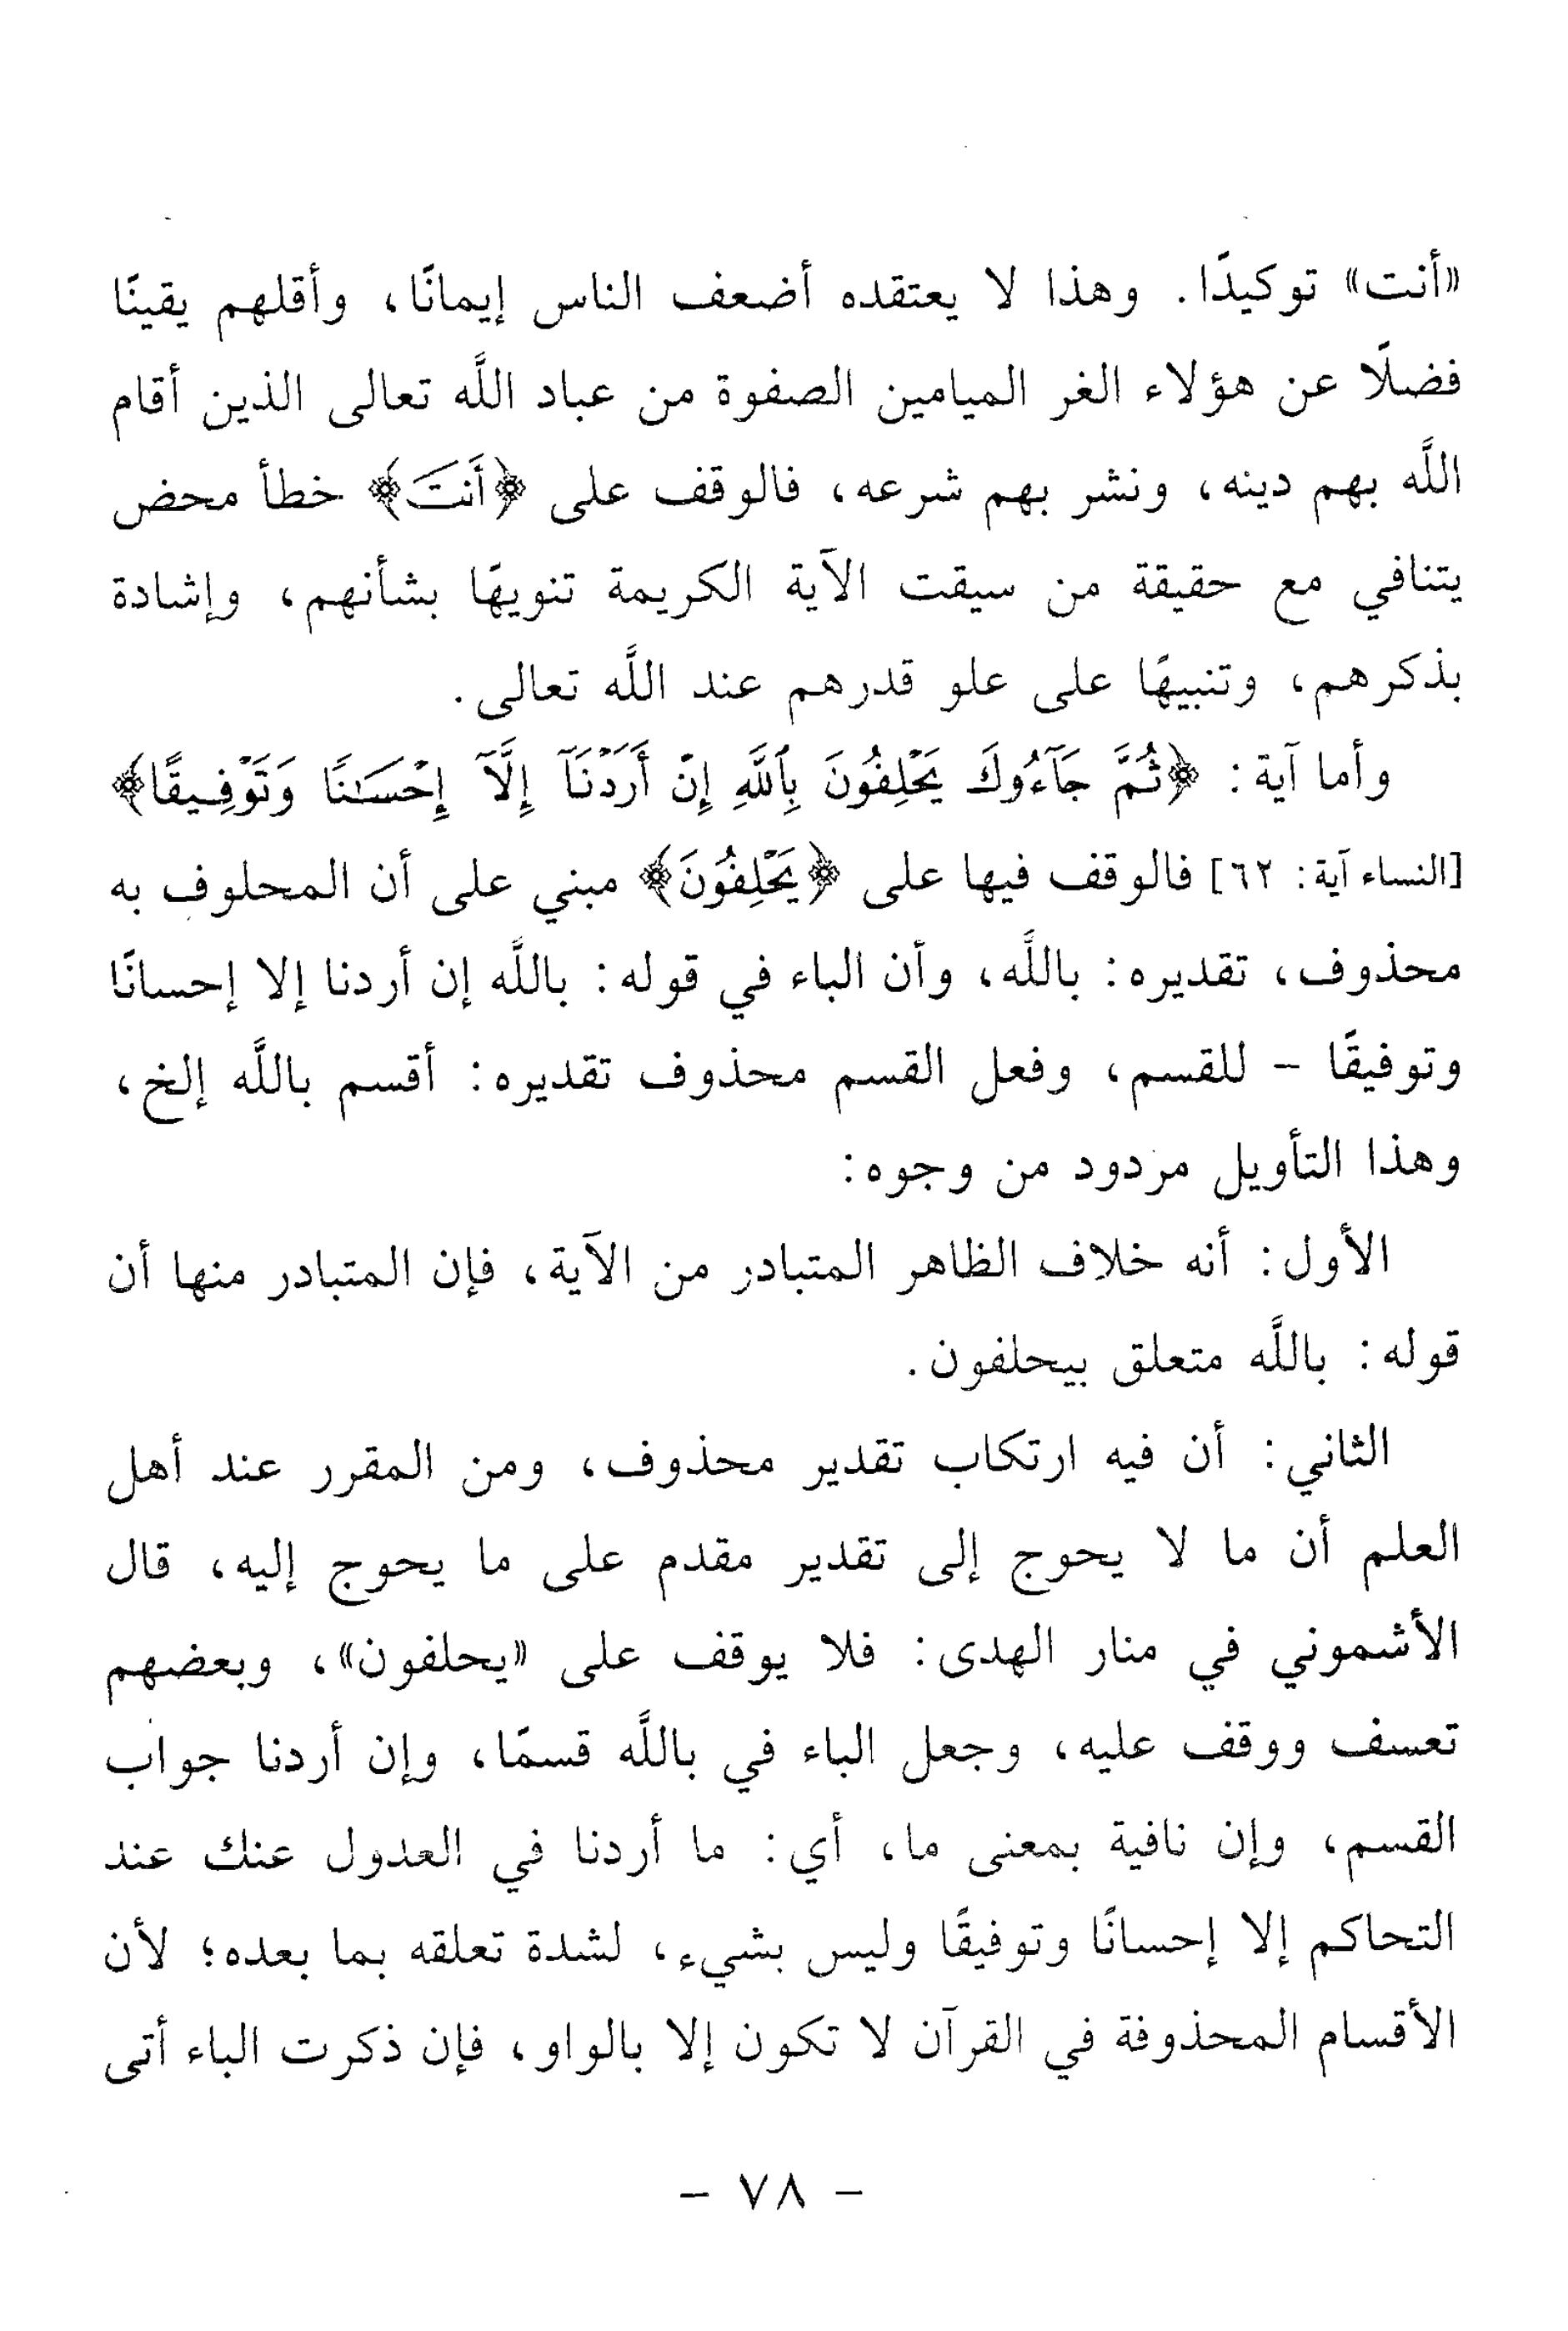 «أنت» توكيدًا. وهذا لا يعتقده أضعف الناس إيمانًا، وأقلهم يقينًا
فضلًا عن هؤلاء الغر الميامين الصفوة من عباد اللَّه تعالى الذين أقام
اللَّه بهم دينه، ونشر بهم شرعه، فالوقف على ﴿أَنتَ﴾ خطأ محض
يتنافي مع حقيقة من سيقت الآية الكريمة تنويهًا بشأنهم، وإشادة
بذكرهم، وتنبيهًا على علو قدرهم عند اللَّه تعالى.
وأما آية: ﴿ثُمَّ جَآءُوكَ يَحْلِفُونَ بِٱللَّهِ إِنْ أَرَدْنَآ إِلَّآ إِحْسَـٰنًا وَتَوْفِيقًا﴾
[النساء آية: ٦٢] فالوقف فيها على ﴿يَحْلِفُونَ﴾ مبني على أن المحلوف به
محذوف، تقديره: باللَّه، وأن الباء في قوله: باللَّه إن أردنا إلا إحسانًا
وتوفيقًا - للقسم، وفعل القسم محذوف تقديره: أقسم باللَّه إلخ،
وهذا التأويل مردود من وجوه:
الأول: أنه خلاف الظاهر المتبادر من الآية، فإن المتبادر منها أن
قوله: باللَّه متعلق بيحلفون.
الثاني: أن فيه ارتكاب تقدير محذوف، ومن المقرر عند أهل
العلم أن ما لا يحوج إلى تقدير مقدم على ما يحوج إليه، قال
الأشموني في منار الهدى: فلا يوقف على «يحلفون»، وبعضهم
تعسف ووقف عليه، وجعل الباء في باللَّه قسمًا، وإن أردنا جواب
القسم، وإن نافية بمعنى ما، أي: ما أردنا في العدول عنك عند
التحاكم إلا إحسانًا وتوفيقًا وليس بشيء، لشدة تعلقه بما بعده؛ لأن
الأقسام المحذوفة في القرآن لا تكون إلا بالواو، فإن ذكرت الباء أتى
- ٧٨ -